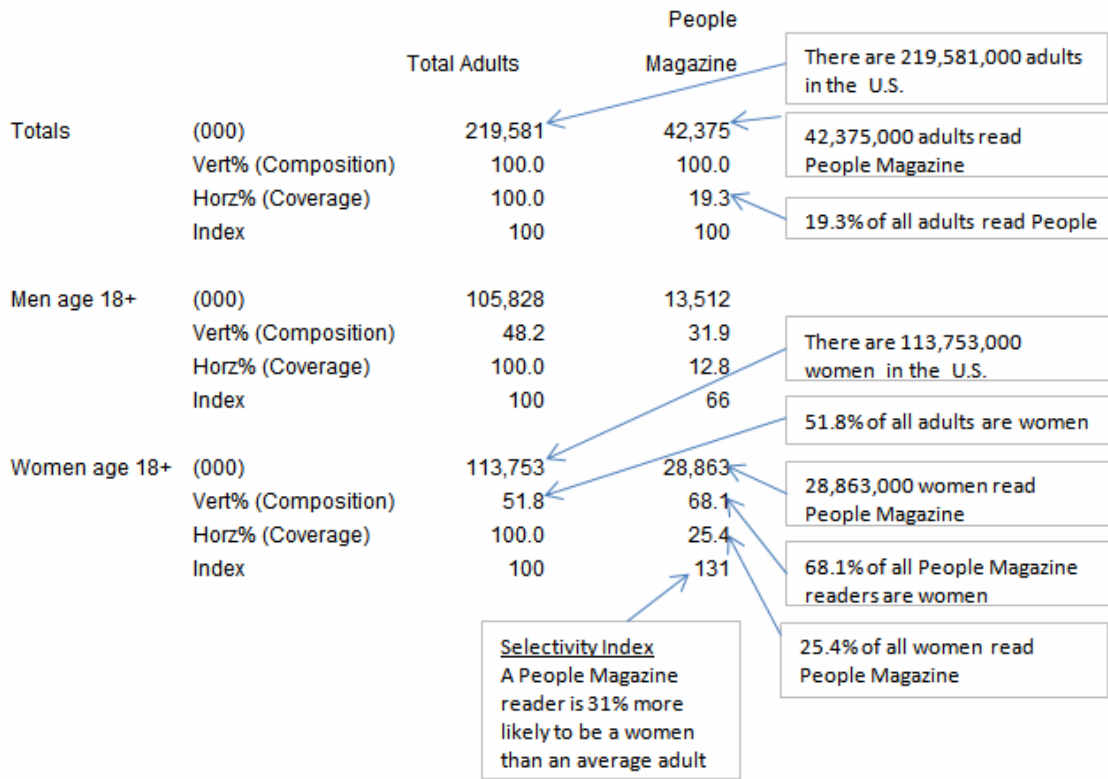 People
Total Adults Magazine
There are 219,581,000 adults
in the U.S.
Totals (000) 219,581 42,375
Vert% (Composition) 100.0 100.0
Horz% (Coverage) 100.0 19.3
Index 100 100
42,375,000 adults read
People Magazine
19.3% of all adults read People
Men age 18+ (000) 105,828 13,512
Vert% (Composition) 48.2 31.9
Horz% (Coverage) 100.0 12.8
Index 100 66
There are 113,753,000
women in the U.S.
51.8% of all adults are women
Women age 18+ (000) 113,753 28,863
Vert% (Composition) 51.8 68.1
Horz% (Coverage) 100.0 25.4
Index 100 131
28,863,000 women read
People Magazine
68.1% of all People Magazine
readers are women
25.4% of all women read
People Magazine
Selectivity Index
A People Magazine
reader is 31% more
likely to be a women
than an average adult